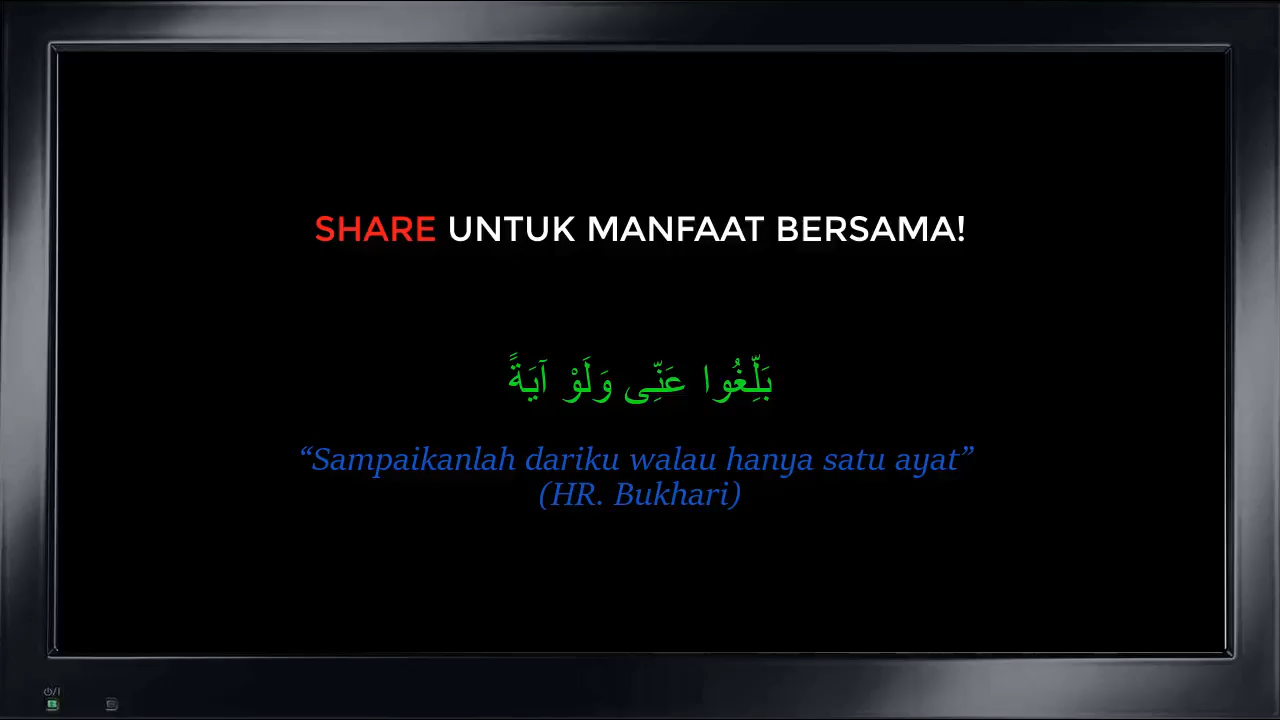 SHARE UNTUK MANFAAT BERSAMA!
بَلِّغُوا عَنِّى وَلَوْ آيَةً
“Sampaikanlah dariku walau hanya satu ayat”
(HR. Bukhari)